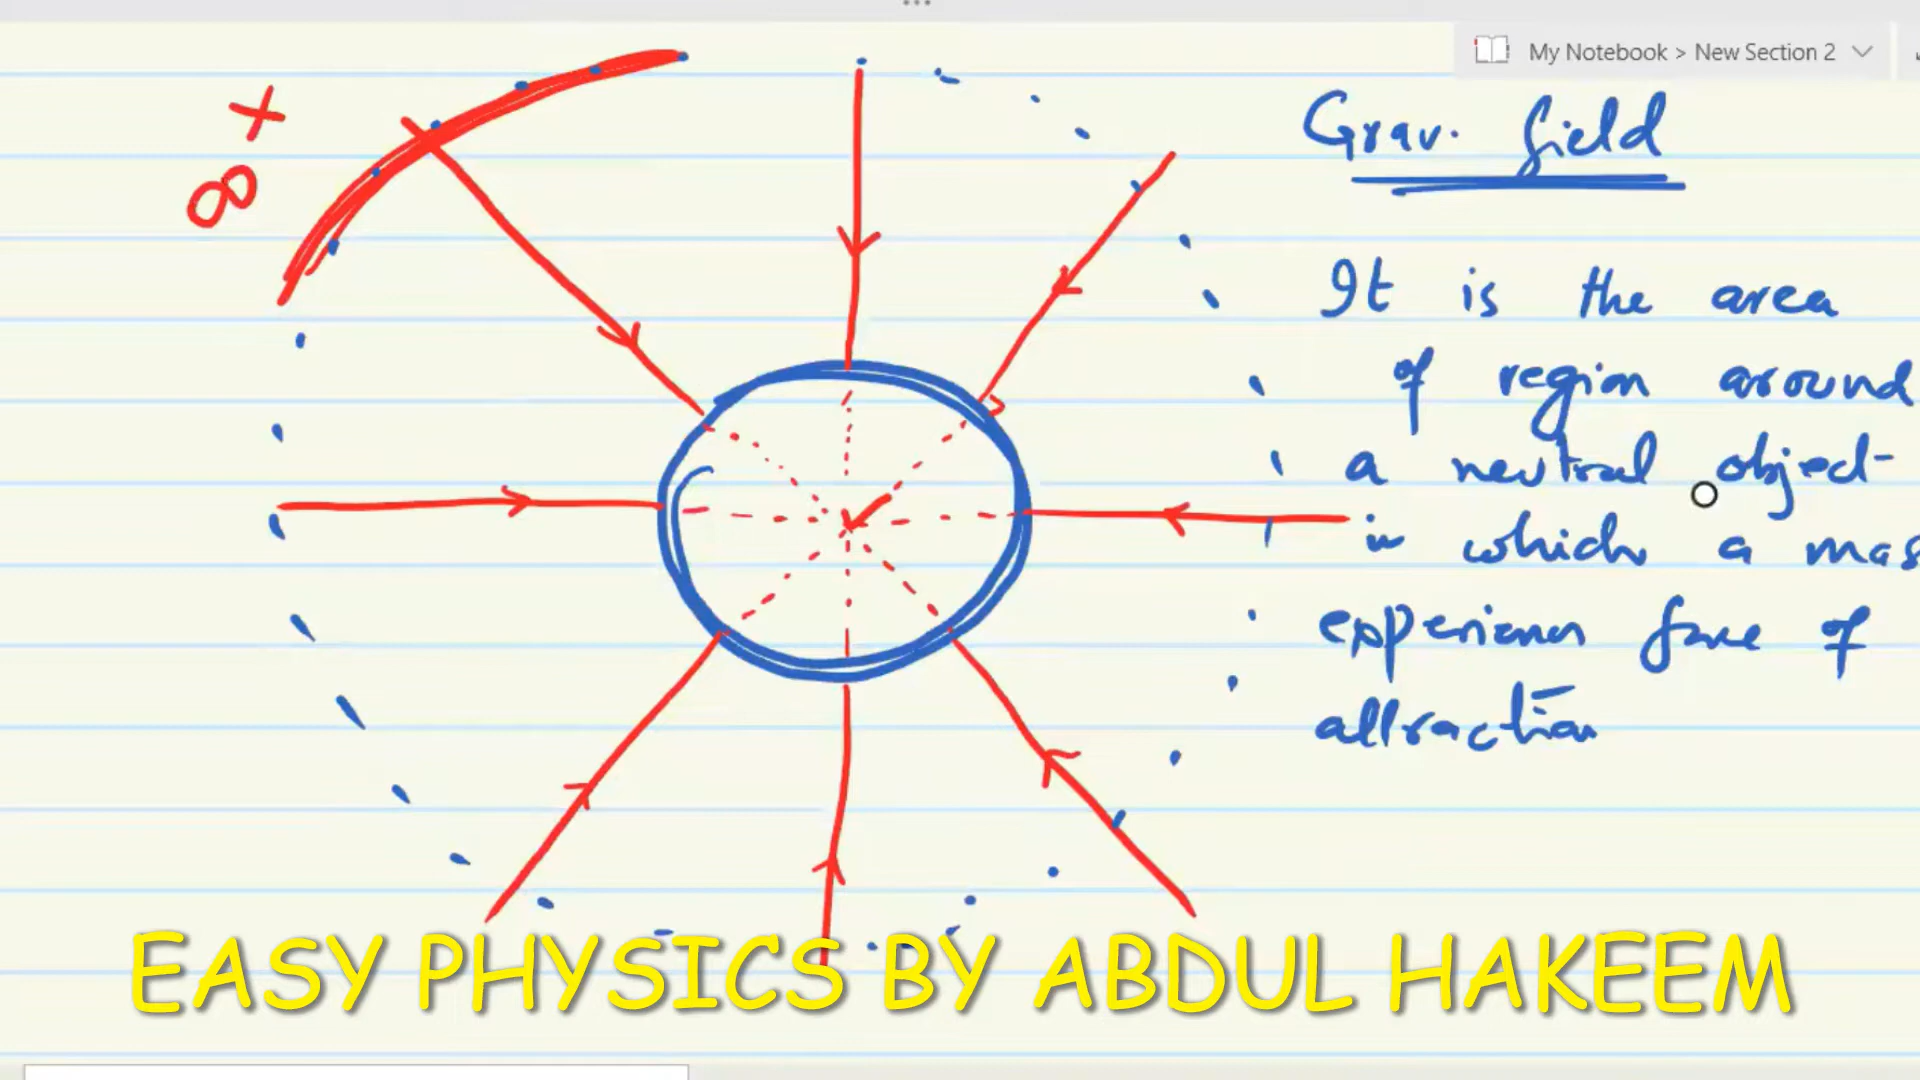 My Notebook > New Section 2
Grav. field
It is the area
of region around
a neutral object
in which a mas
experiences force of
attraction
x
∞
EASY PHYSICS BY ABDUL HAKEEM